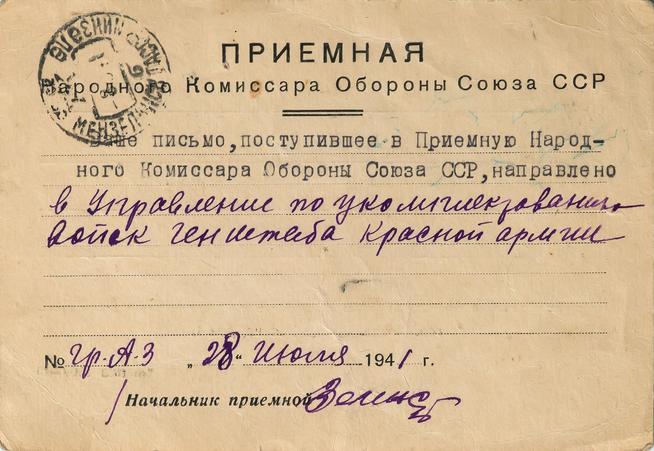 ПРИЕМНАЯ
Народного Комиссара Обороны Союза ССР
Ваше письмо, поступившее в Приемную Народ-
ного Комиссара Обороны Союза ССР, направлено
в Управление по укомплектованию
войск Генштаба Красной армии
№ гр-А-3 „28" Июля 1941 г.
Начальник приемной